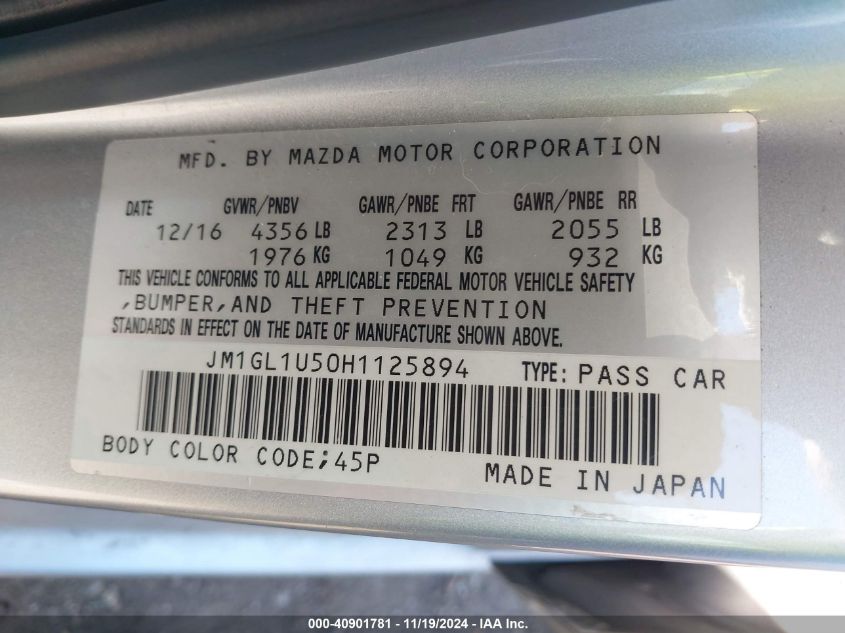 MFD. BY MAZDA MOTOR CORPORATION
DATE GVWR/PNBV GAWR/PNBE FRT GAWR/PNBE RR
12/16 4356 LB 2313 LB 2055 LB
1976 KG 1049 KG 932 KG
THIS VEHICLE CONFORMS TO ALL APPLICABLE FEDERAL MOTOR VEHICLE SAFETY
,BUMPER,AND THEFT PREVENTION
STANDARDS IN EFFECT ON THE DATE OF MANUFACTURE SHOWN ABOVE.
JM1GL1U50H1125894 TYPE: PASS CAR
BODY COLOR CODE;45P
MADE IN JAPAN
000-40901781 - 11/19/2024 - IAA Inc.